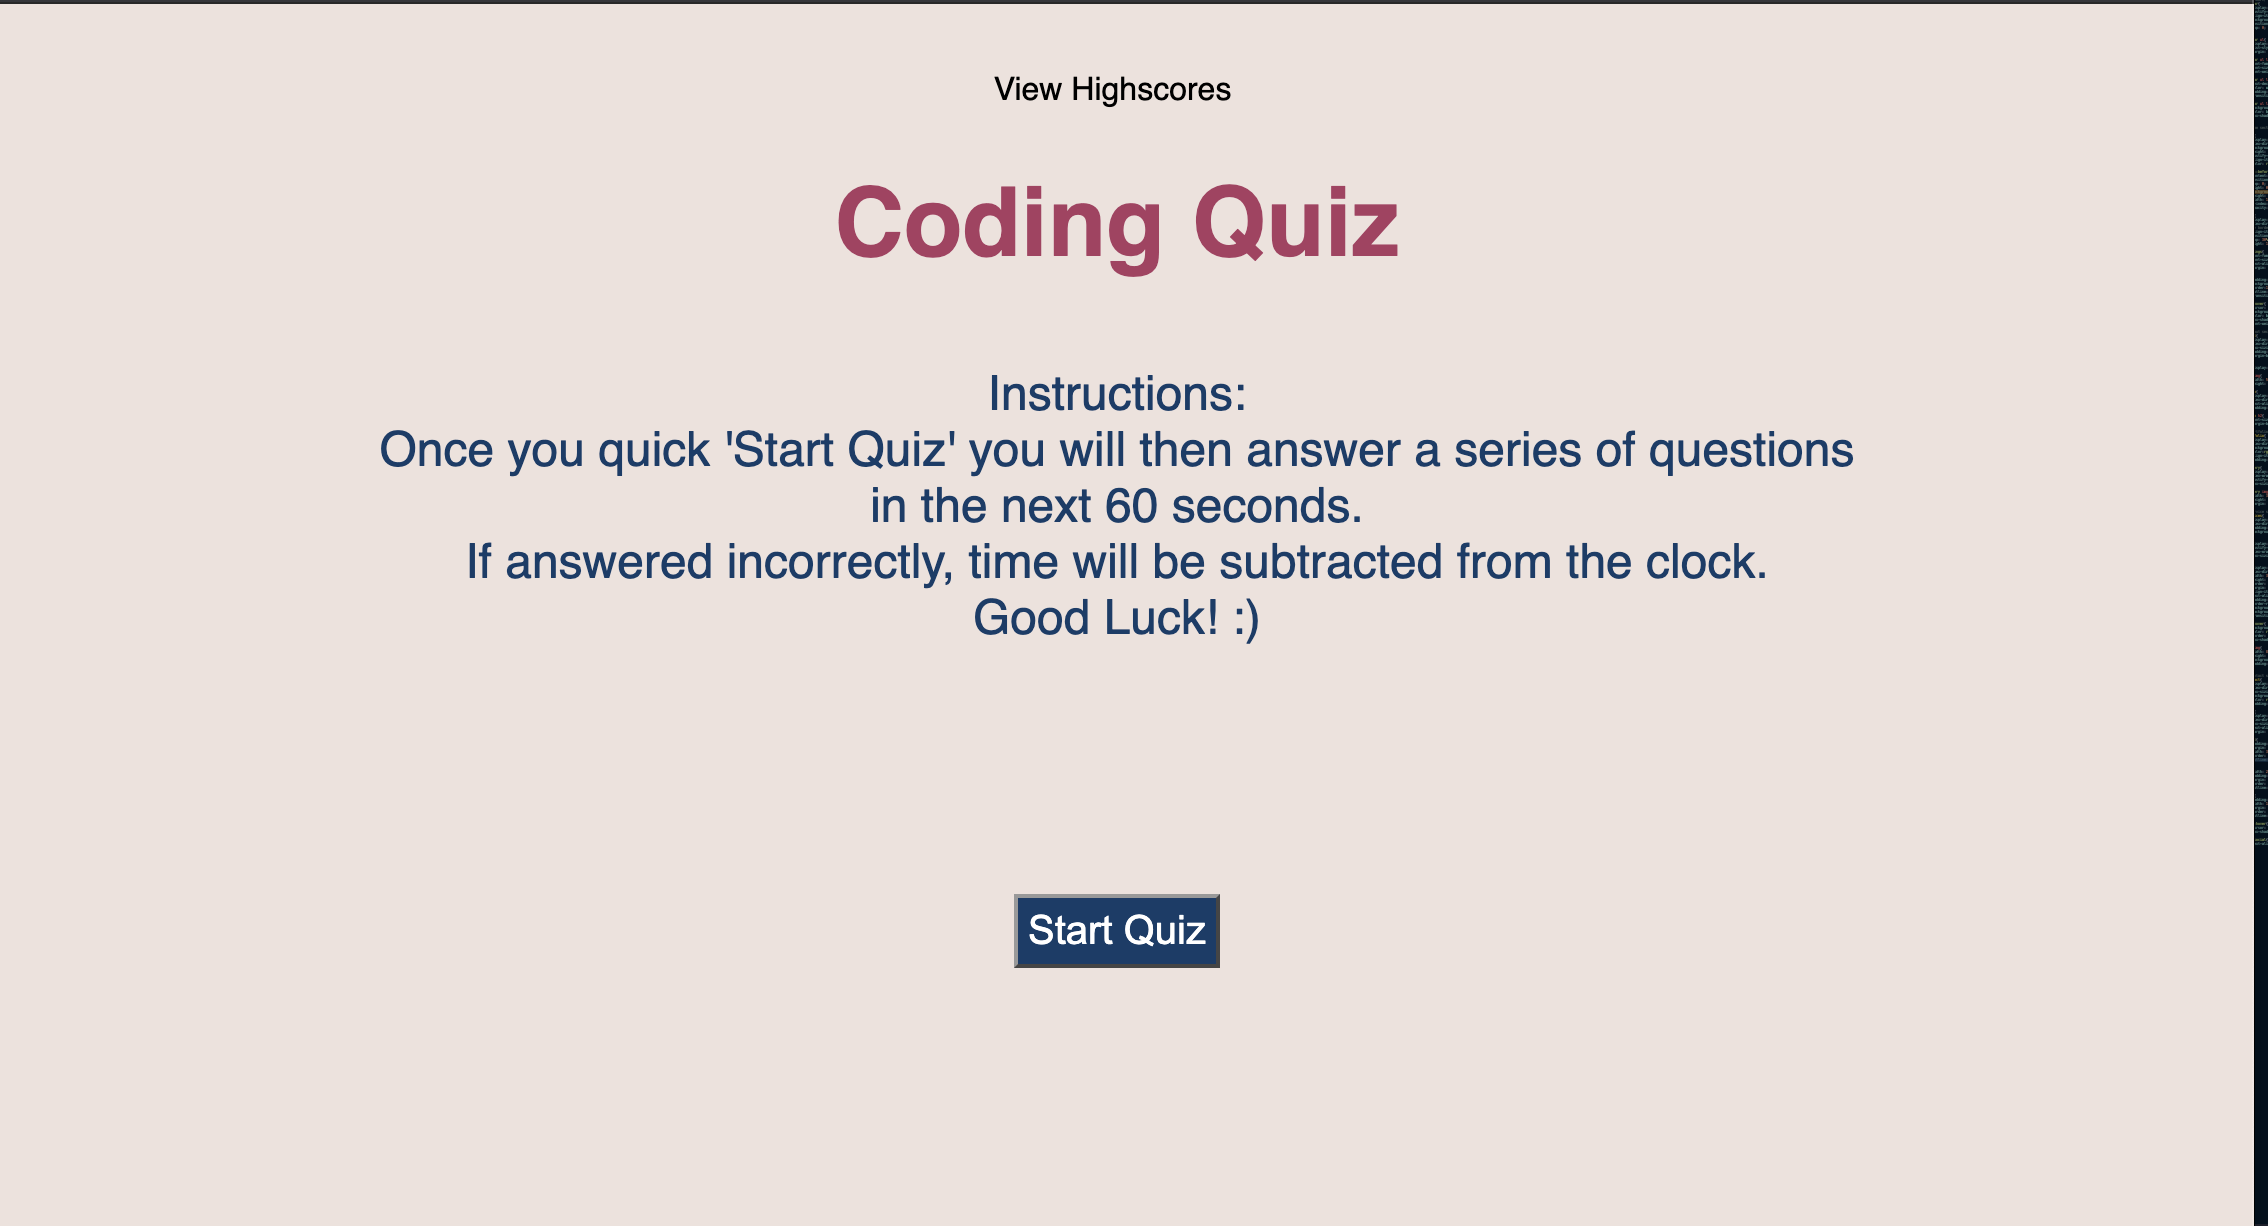 View Highscores
Coding Quiz
Instructions:
Once you quick 'Start Quiz' you will then answer a series of questions
in the next 60 seconds.
If answered incorrectly, time will be subtracted from the clock.
Good Luck! :)
Start Quiz